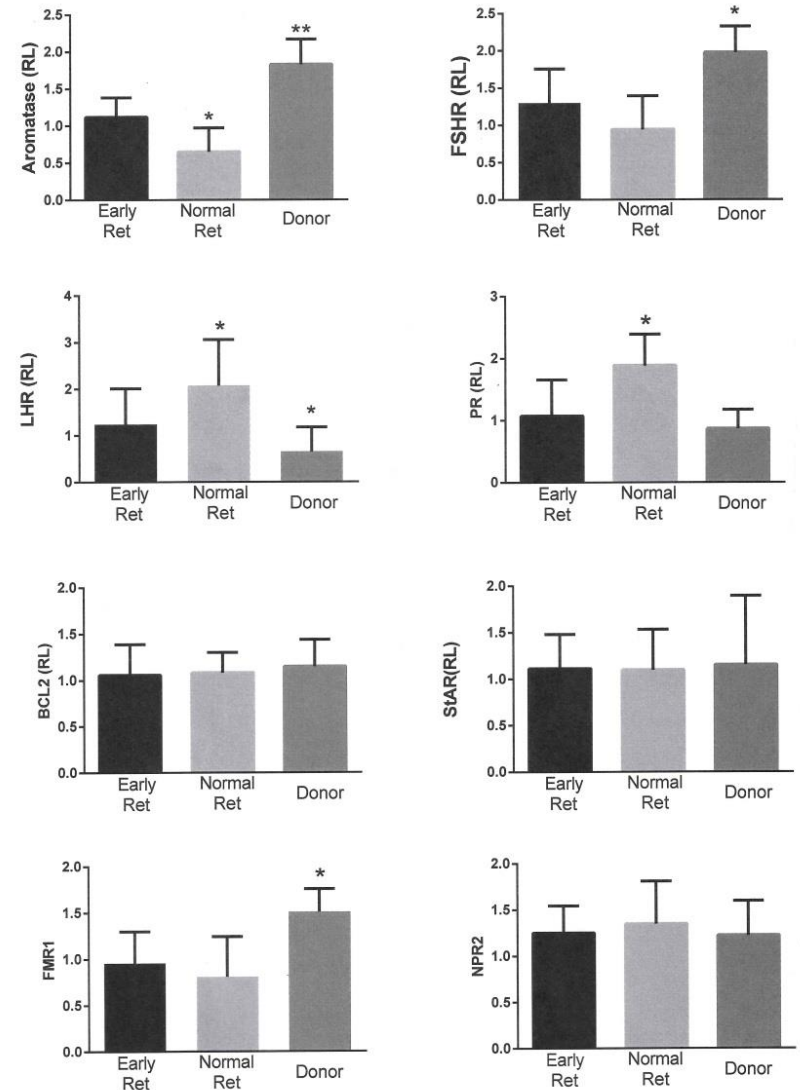 Aromatase (RL)
2.5
2.0
1.5
1.0
0.5
0.0
*
**
Early
Ret
Normal
Ret
Donor
FSHR (RL)
2.5
2.0
1.5
1.0
0.5
0.0
*
Early
Ret
Normal
Ret
Donor
LHR (RL)
4
3
2
1
0
*
*
Early
Ret
Normal
Ret
Donor
PR (RL)
3
2
1
0
*
Early
Ret
Normal
Ret
Donor
BCL2 (RL)
2.0
1.5
1.0
0.5
0.0
Early
Ret
Normal
Ret
Donor
StAR(RL)
2.0
1.5
1.0
0.5
0.0
Early
Ret
Normal
Ret
Donor
FMR1
2.0
1.5
1.0
0.5
0.0
*
Early
Ret
Normal
Ret
Donor
NPR2
2.0
1.5
1.0
0.5
0.0
Early
Ret
Normal
Ret
Donor